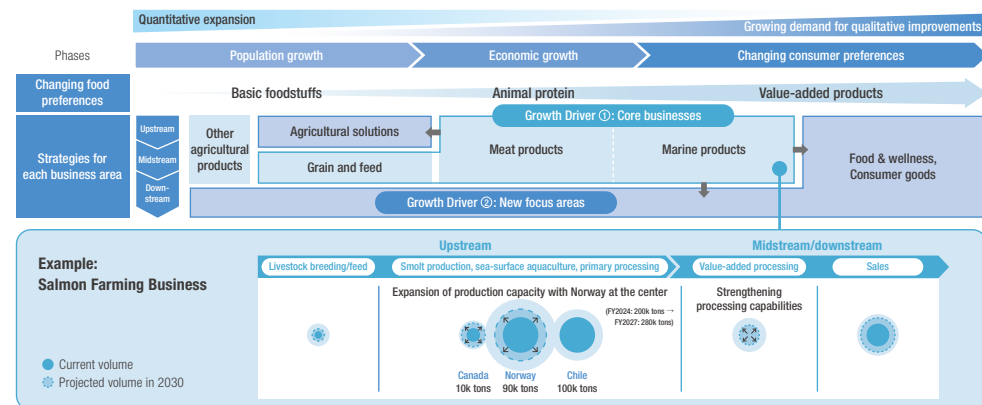 Quantitative expansion
Growing demand for qualitative improvements
Phases
Population growth
Economic growth
Changing consumer preferences
Changing food
preferences
Basic foodstuffs
Animal protein
Value-added products
Strategies for
each business area
Upstream
Midstream
Down-
stream
Other
agricultural
products
Agricultural solutions
Grain and feed
Growth Driver ①: Core businesses
Meat products
Marine products
Food & wellness,
Consumer goods
Growth Driver ②: New focus areas
Example:
Salmon Farming Business
Upstream
Midstream/downstream
Livestock breeding/feed
Smolt production, sea-surface aquaculture, primary processing
Value-added processing
Sales
Expansion of production capacity with Norway at the center
(FY2024: 200k tons →
FY2027: 280k tons)
Strengthening
processing capabilities
Current volume
Projected volume in 2030
Canada
10k tons
Norway
90k tons
Chile
100k tons